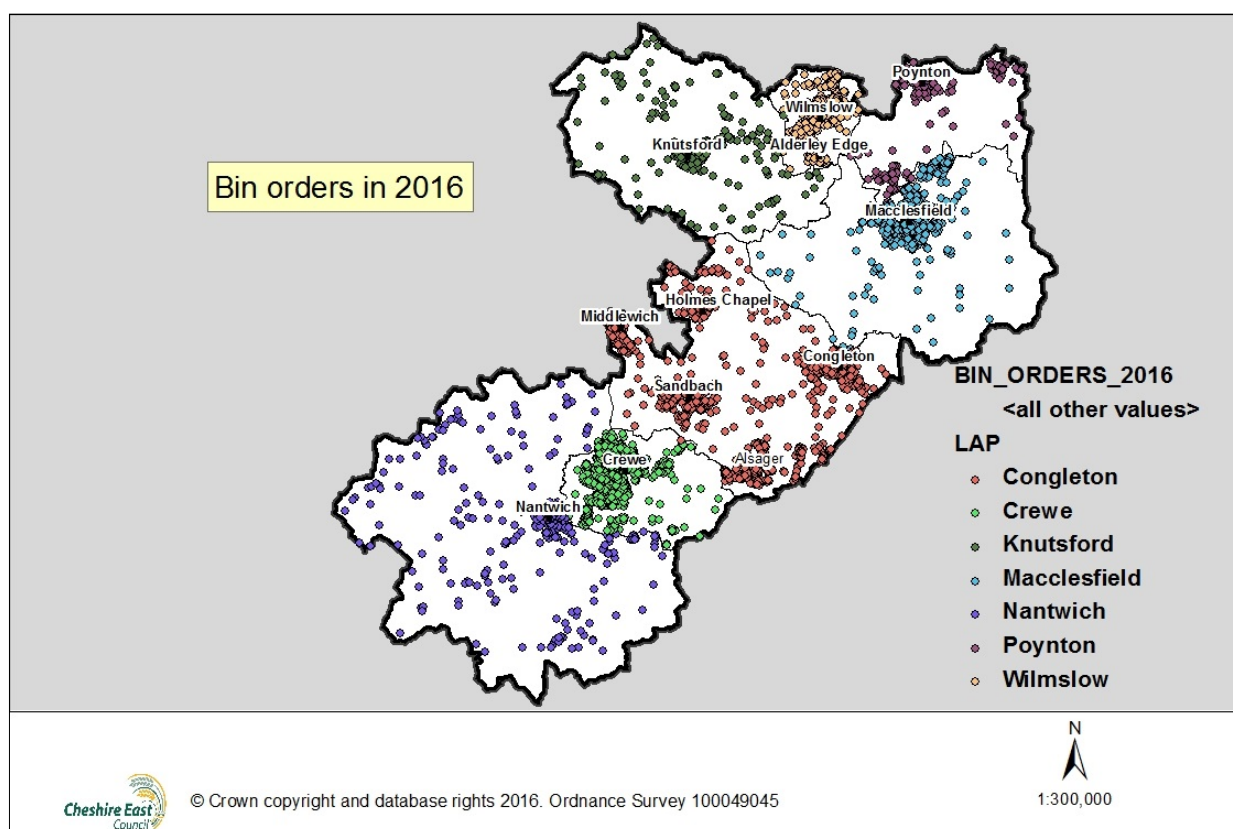 Bin orders in 2016
Poynton
Wilmslow
Knutsford
Alderley Edge
Macclesfield
Holmes Chapel
Middlewich
Congleton
Sandbach
Crewe
Alsager
Nantwich
BIN_ORDERS_2016
<all other values>
LAP
Congleton
Crewe
Knutsford
Macclesfield
Nantwich
Poynton
Wilmslow
N
1:300,000
Cheshire East
Council
© Crown copyright and database rights 2016. Ordnance Survey 100049045